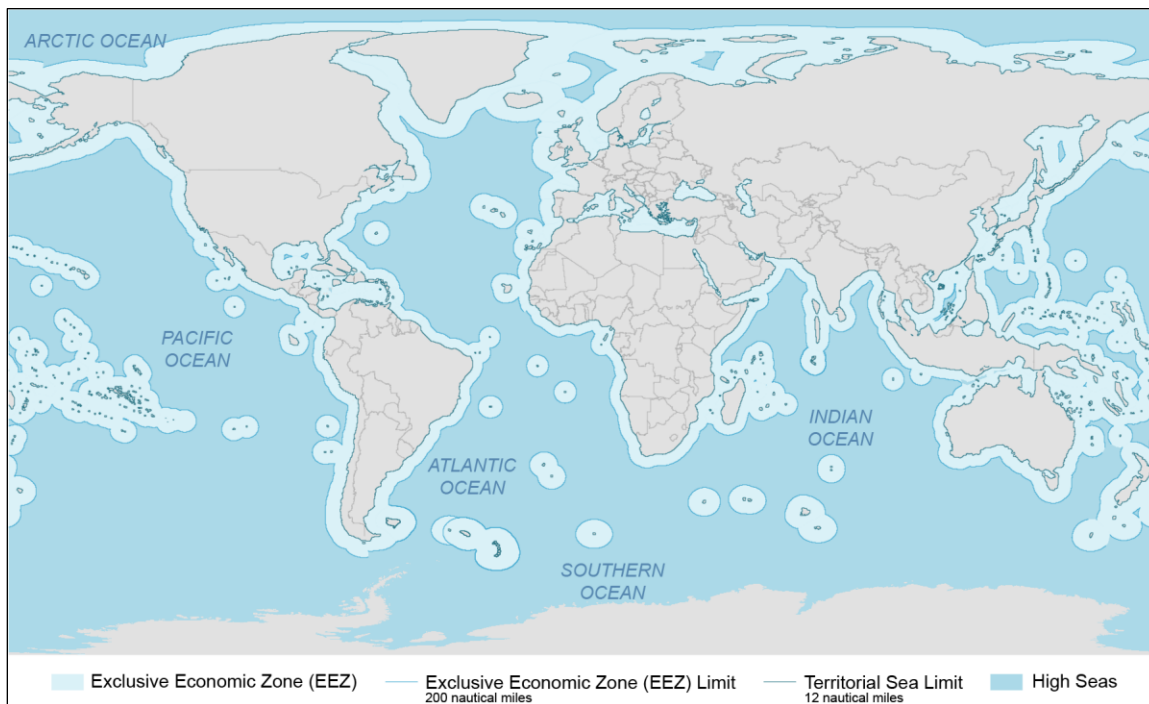 ARCTIC OCEAN
PACIFIC
OCEAN
ATLANTIC
OCEAN
INDIAN
OCEAN
SOUTHERN
OCEAN
Exclusive Economic Zone (EEZ)
Exclusive Economic Zone (EEZ) Limit
200 nautical miles
Territorial Sea Limit
12 nautical miles
High Seas